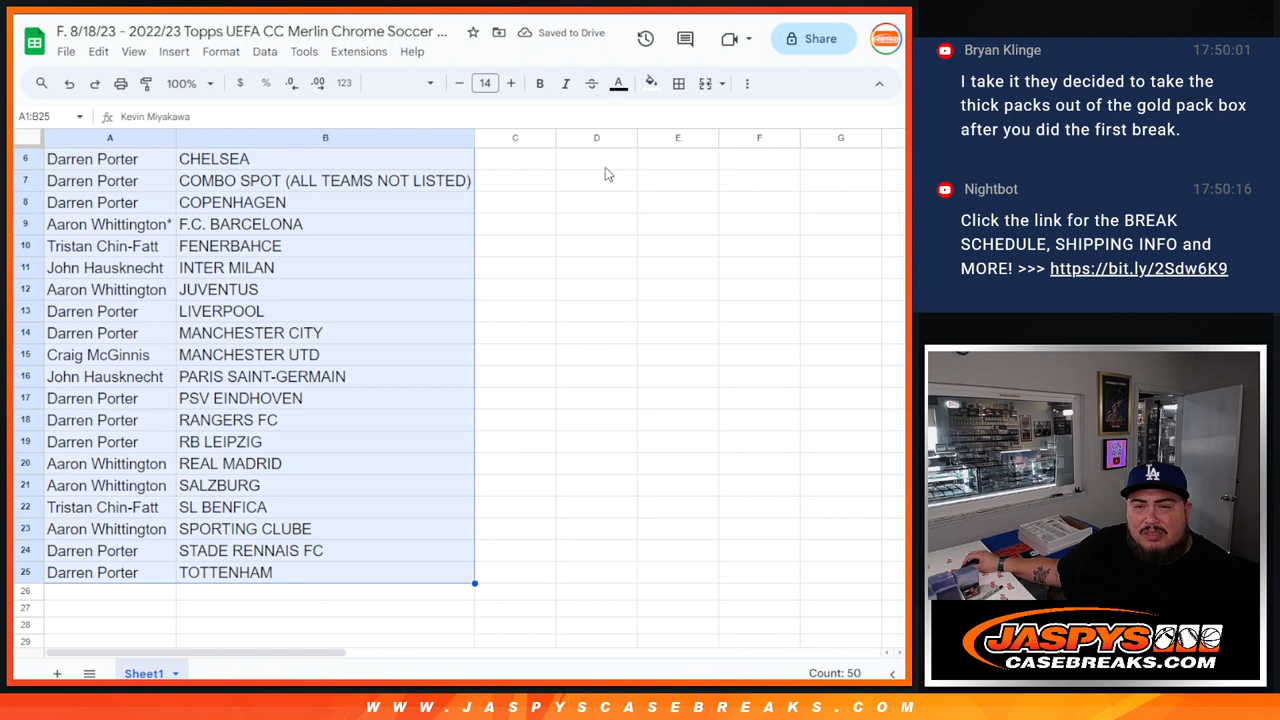 F. 8/18/23 - 2022/23 Topps UEFA CC Merlin Chrome Soccer ...
Saved to Drive
Share
File Edit View Insert Format Data Tools Extensions Help
100% $ % .0 .00 123 14 B I A
A1:B25 fx Kevin Miyakawa
A B C D E F G
6 Darren Porter CHELSEA
7 Darren Porter COMBO SPOT (ALL TEAMS NOT LISTED)
8 Darren Porter COPENHAGEN
9 Aaron Whittington* F.C. BARCELONA
10 Tristan Chin-Fatt FENERBAHCE
11 John Hausknecht INTER MILAN
12 Aaron Whittington JUVENTUS
13 Darren Porter LIVERPOOL
14 Darren Porter MANCHESTER CITY
15 Craig McGinnis MANCHESTER UTD
16 John Hausknecht PARIS SAINT-GERMAIN
17 Darren Porter PSV EINDHOVEN
18 Darren Porter RANGERS FC
19 Darren Porter RB LEIPZIG
20 Aaron Whittington REAL MADRID
21 Aaron Whittington SALZBURG
22 Tristan Chin-Fatt SL BENFICA
23 Aaron Whittington SPORTING CLUBE
24 Darren Porter STADE RENNAIS FC
25 Darren Porter TOTTENHAM
26
27
28
29
Sheet1
Count: 50
Bryan Klinge 17:50:01
I take it they decided to take the
thick packs out of the gold pack box
after you did the first break.
Nightbot 17:50:16
Click the link for the BREAK
SCHEDULE, SHIPPING INFO and
MORE! >>> https://bit.ly/2Sdw6K9
ON
AIR
LA
JASPYS
CASEBREAKS.COM
WWW.JASPYSCASEBREAKS.COM